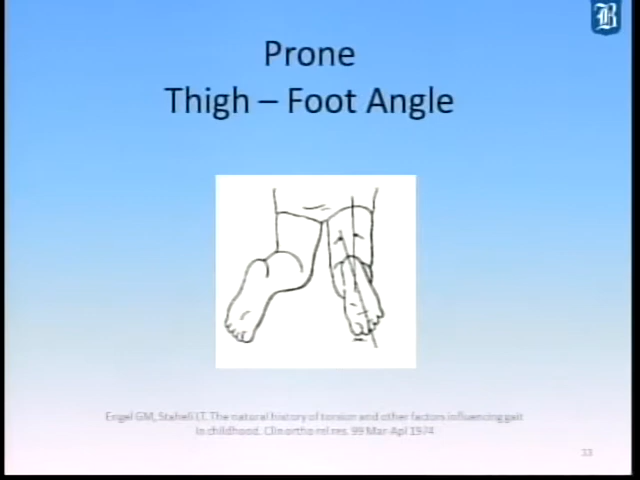 B
Prone
Thigh – Foot Angle
Engel GM, Staheli LT. The natural history of torsion and other factors influencing gait
in childhood. Clin ortho rel res. 99 Mar-Apl 1974
33